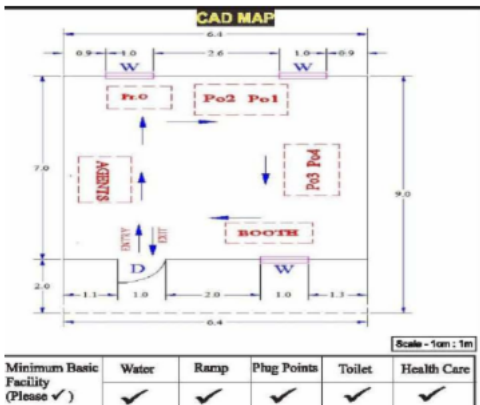 CAD MAP
6.4
0.9 1.0 2.6 1.0 0.9
W W
Pr.O Po2 Po1
AGENTS
Po3 Po4
7.0
9.0
ENTRY EXIT
BOOTH
D W
2.0
1.1 1.0 2.0 1.0 1.3
6.4
Scale - 1cm : 1m
Minimum Basic Facility (Please ✓) Water Ramp Plug Points Toilet Health Care
✓ ✓ ✓ ✓ ✓